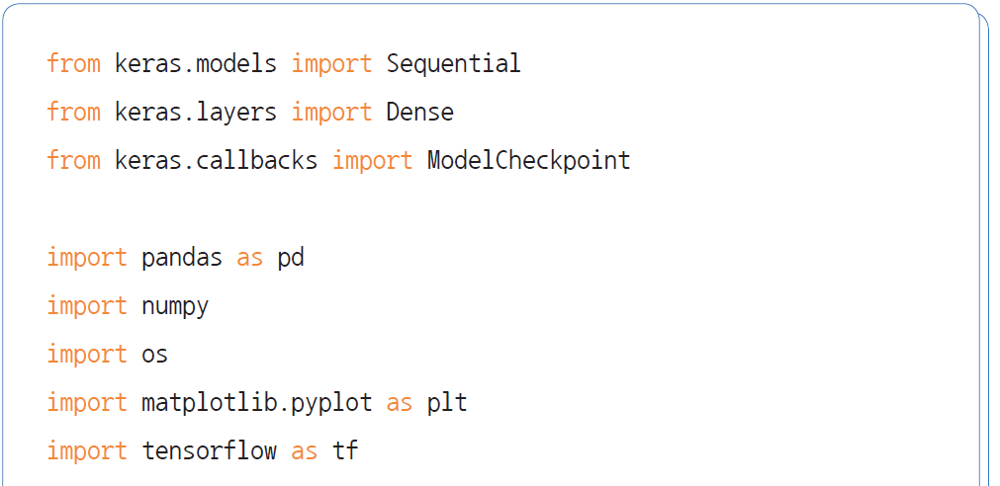 from keras.models import Sequential
from keras.layers import Dense
from keras.callbacks import ModelCheckpoint
import pandas as pd
import numpy
import os
import matplotlib.pyplot as plt
import tensorflow as tf